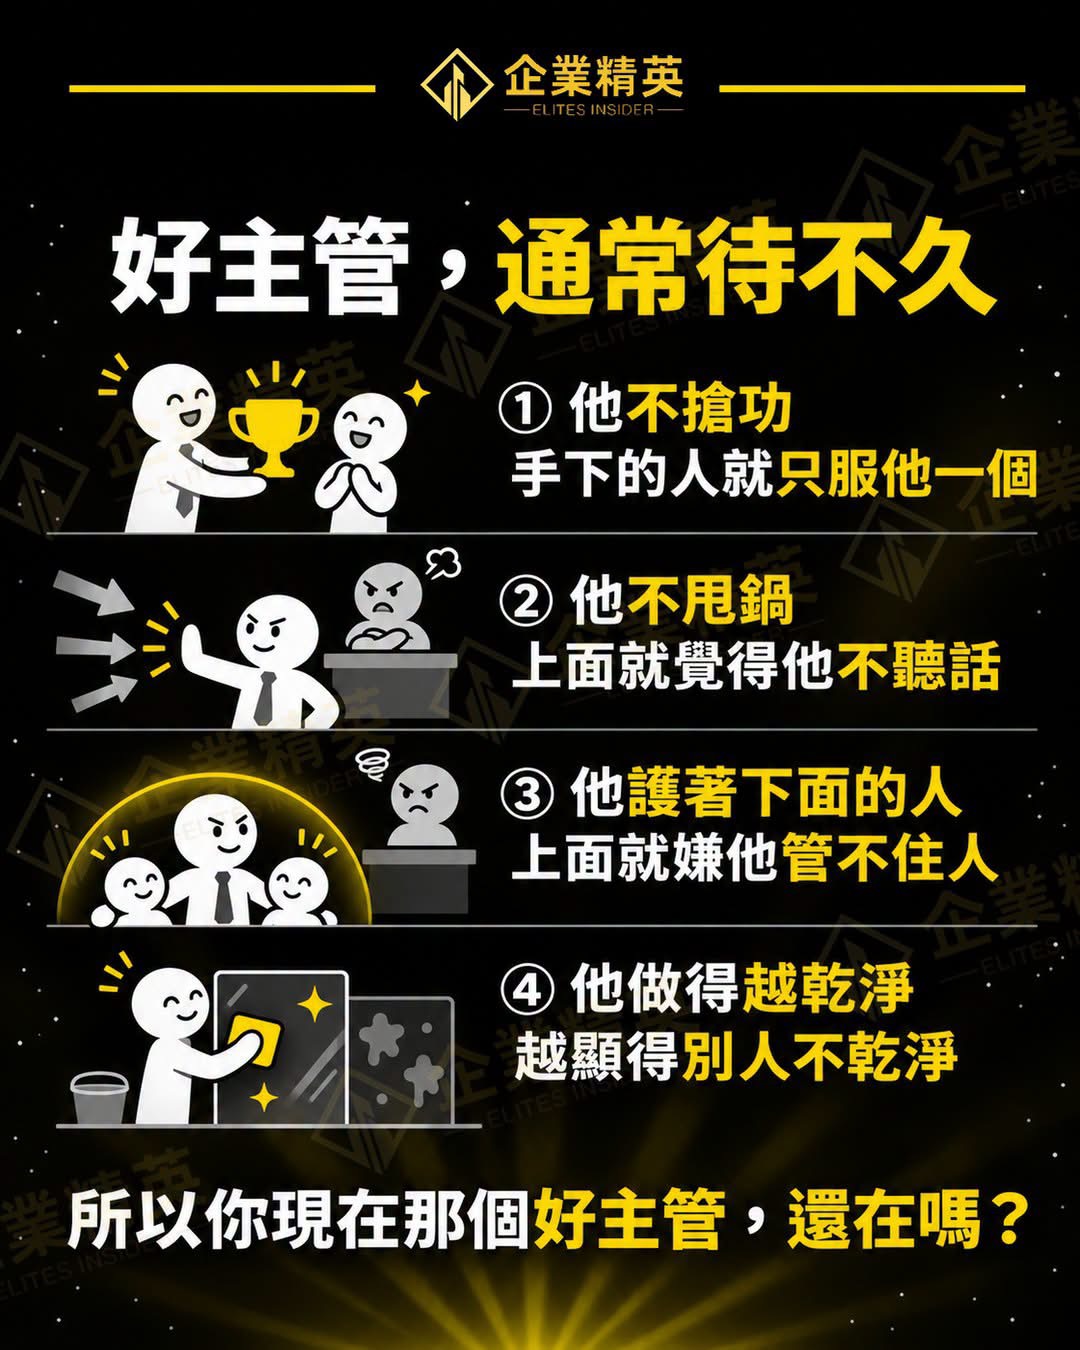 企業精英
ELITES INSIDER
好主管，通常待不久
① 他不搶功
手下的人就只服他一個
② 他不甩鍋
上面就覺得他不聽話
③ 他護著下面的人
上面就嫌他管不住人
④ 他做得越乾淨
越顯得別人不乾淨
所以你現在那個好主管，還在嗎？